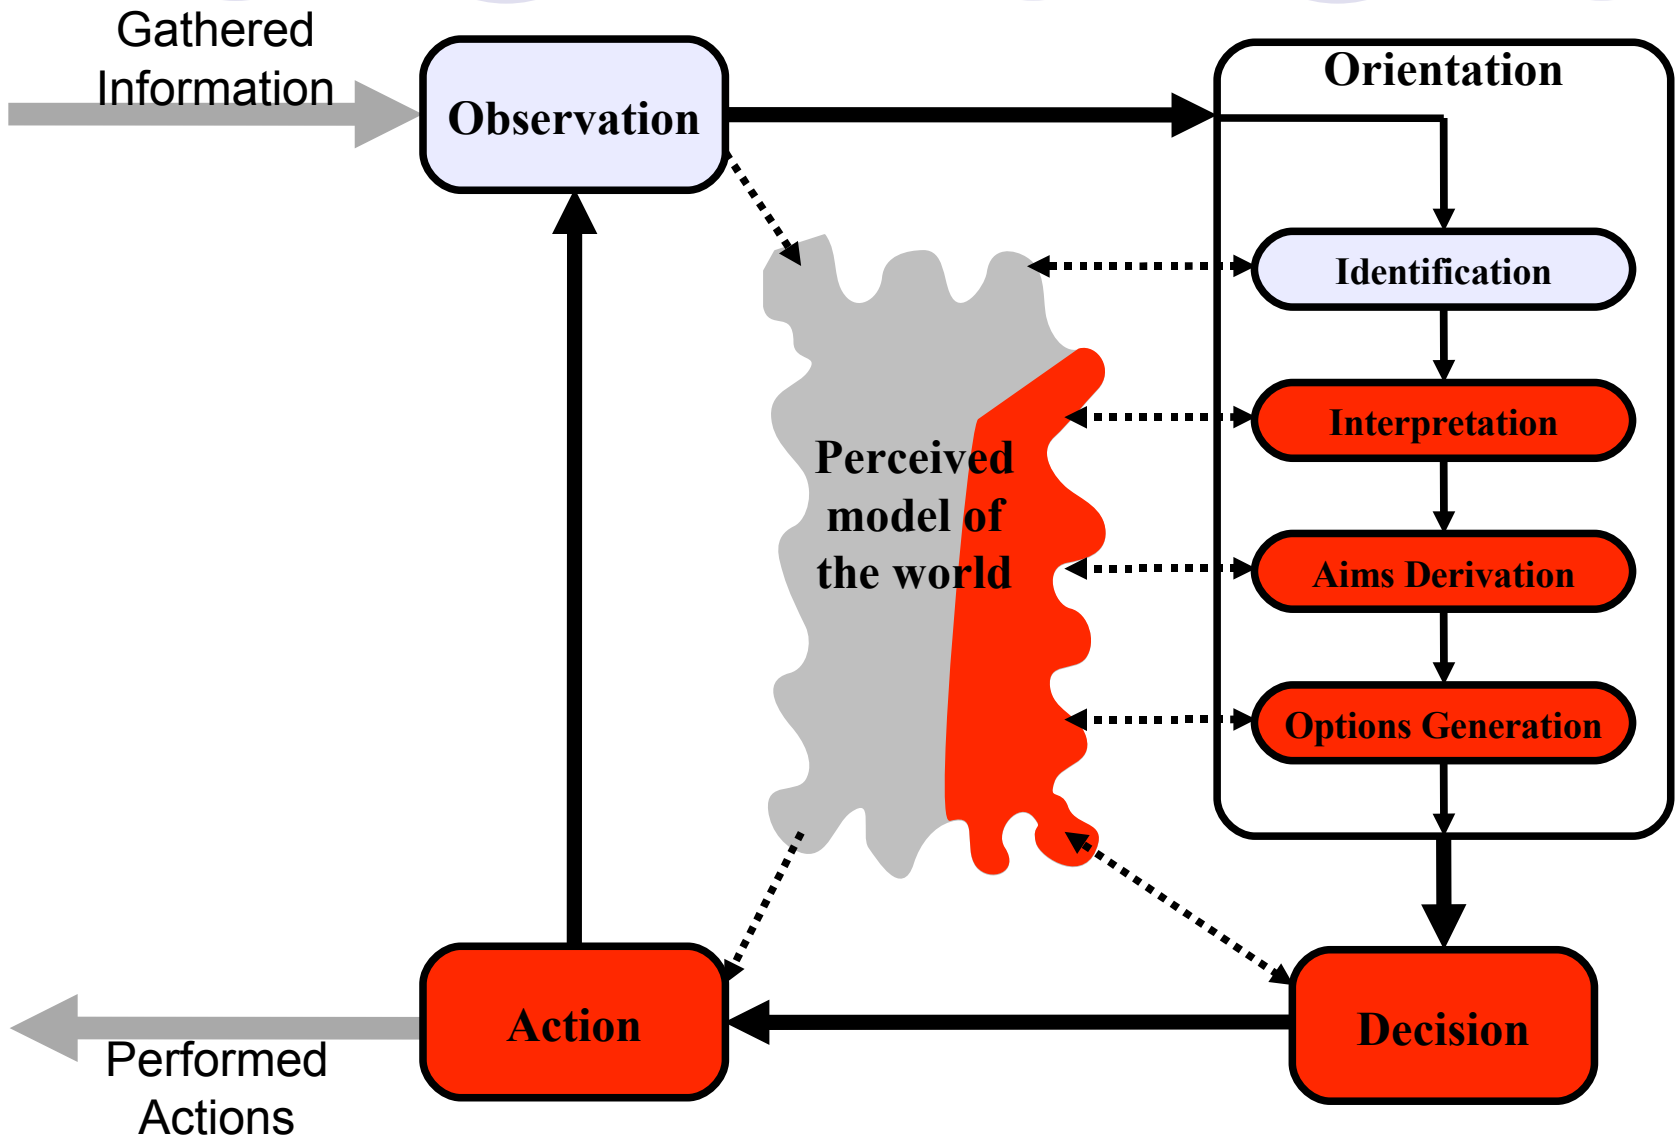 Gathered
Information
Observation
Orientation
Identification
Interpretation
Perceived
model of
the world
Aims Derivation
Options Generation
Action
Decision
Performed
Actions